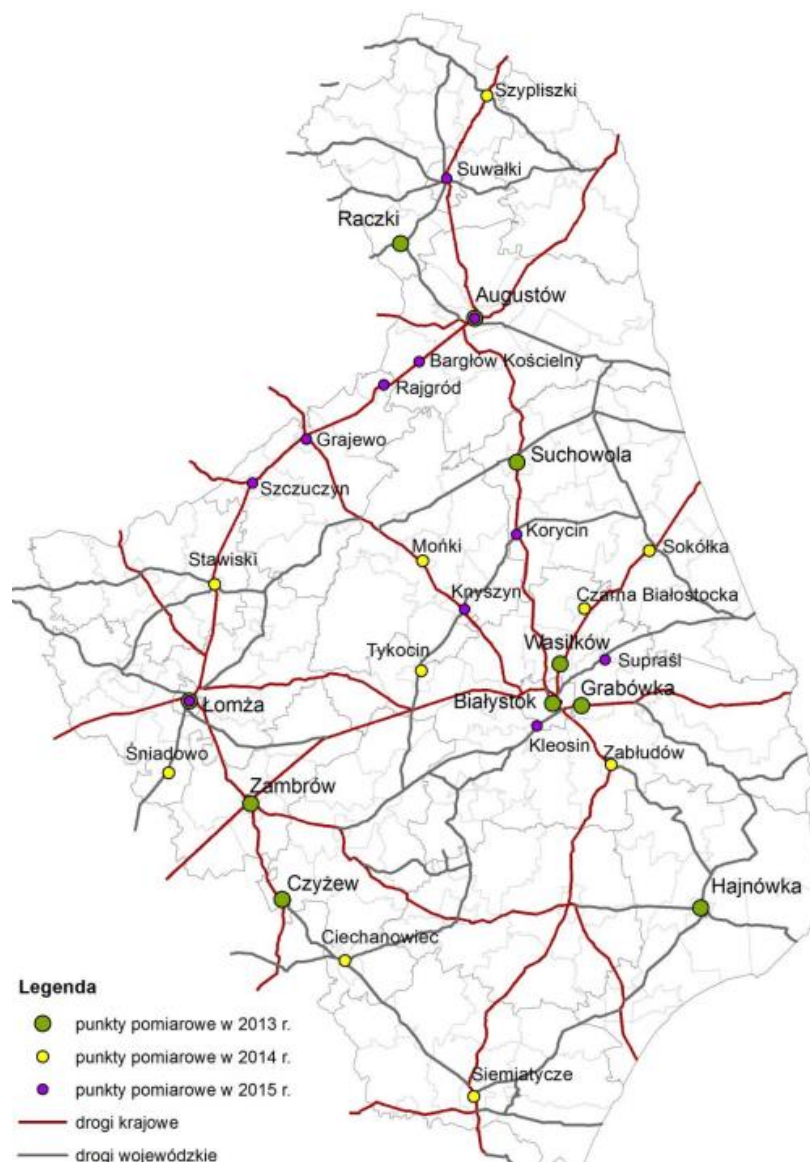 Szypliszki
Suwałki
Raczki
Augustów
Bargłów Kościelny
Rajgród
Grajewo
Suchowola
Szczuczyn
Korycin
Mońki
Sokółka
Stawiski
Knyszyn
Czarna Białostocka
Tykocin
Wasilków
Supraśl
Łomża
Białystok
Grabówka
Kleosin
Śniadowo
Zabłudów
Zambrów
Czyżew
Hajnówka
Ciechanowiec
Legenda
punkty pomiarowe w 2013 r.
punkty pomiarowe w 2014 r.
Siemiatycze
punkty pomiarowe w 2015 r.
drogi krajowe
drogi wojewódzkie